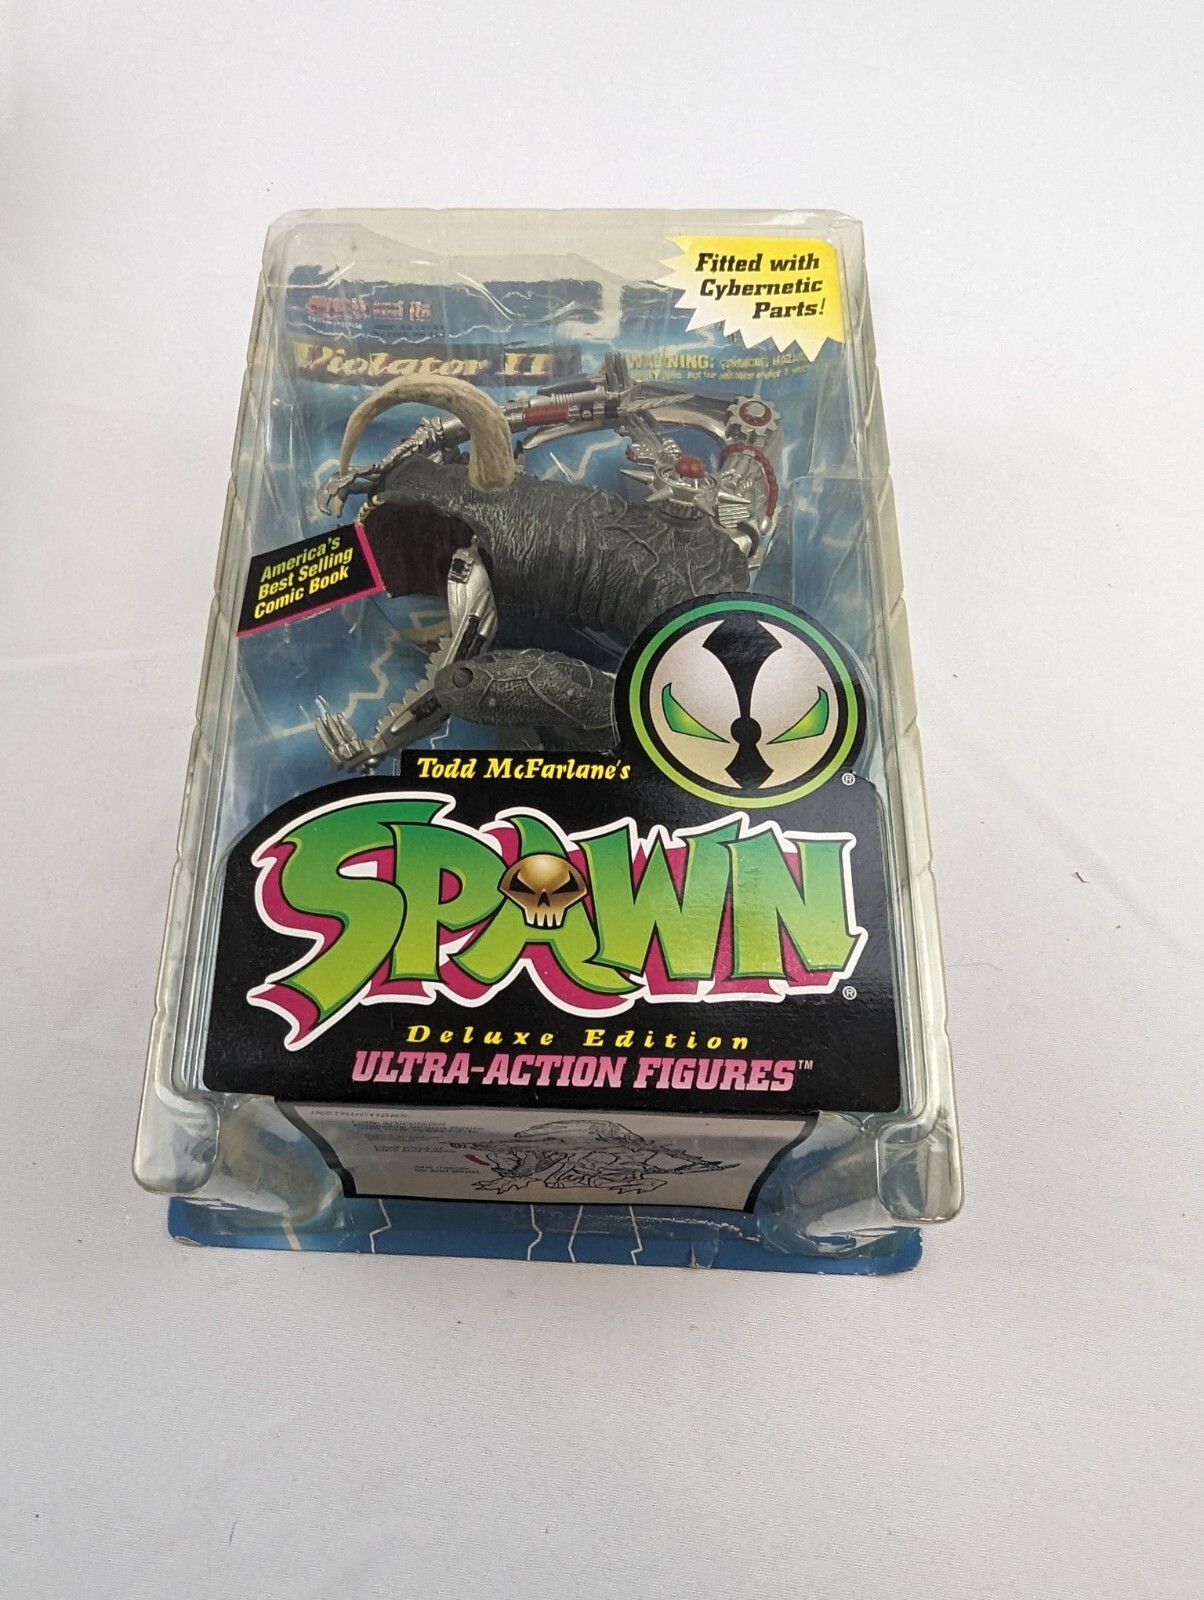 Fitted with
Cybernetic
Parts!
Violator II
WARNING:
America's
Best Selling
Comic Book
Todd McFarlane's
®
SPAWN
®
Deluxe Edition
ULTRA-ACTION FIGURES™
INSTRUCTIONS: